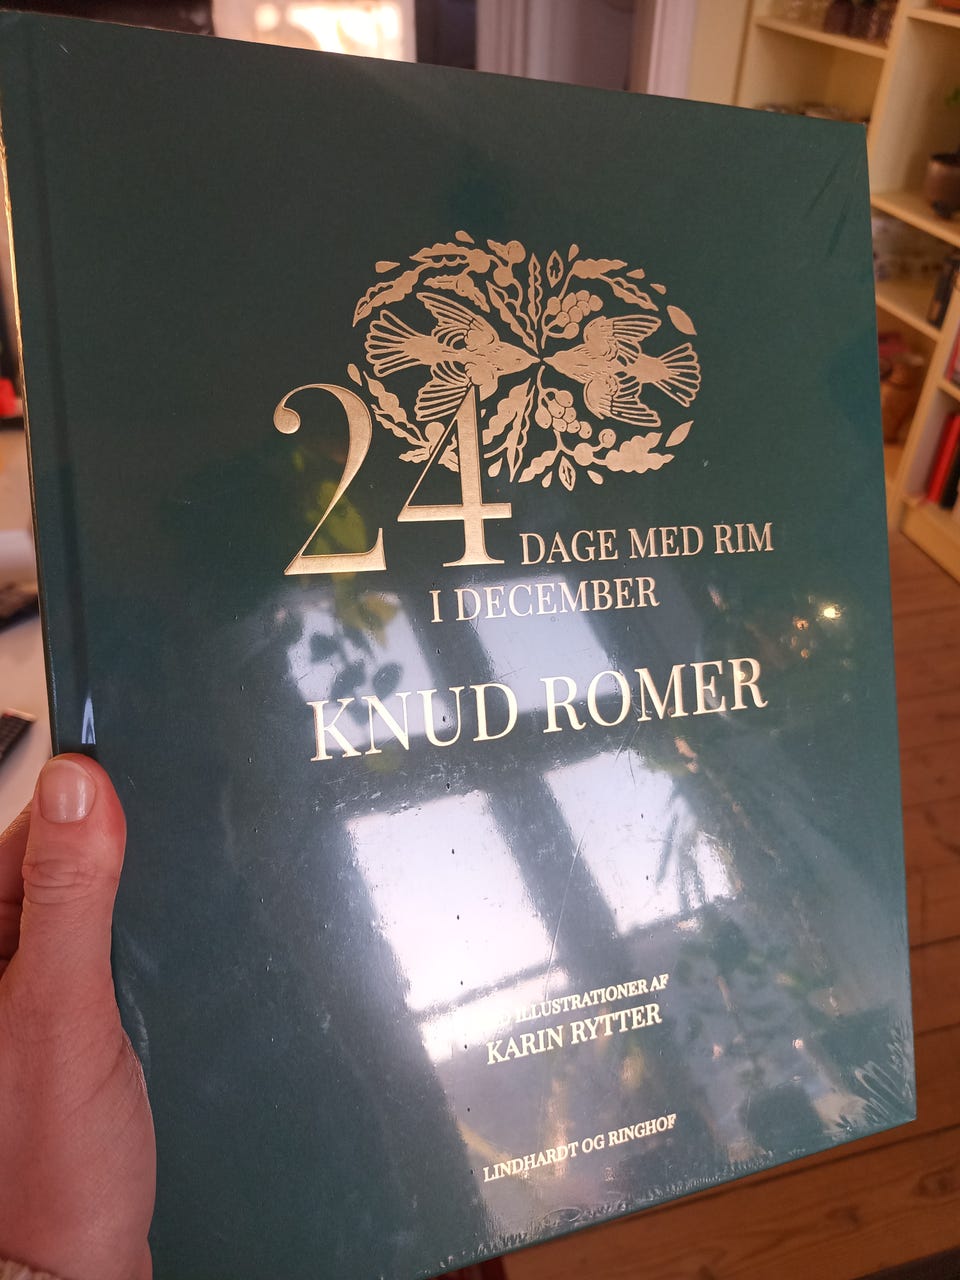 24 DAGE MED RIM
I DECEMBER
KNUD ROMER
ILLUSTRATIONER AF
KARIN RYTTER
LINDHARDT OG RINGHOF